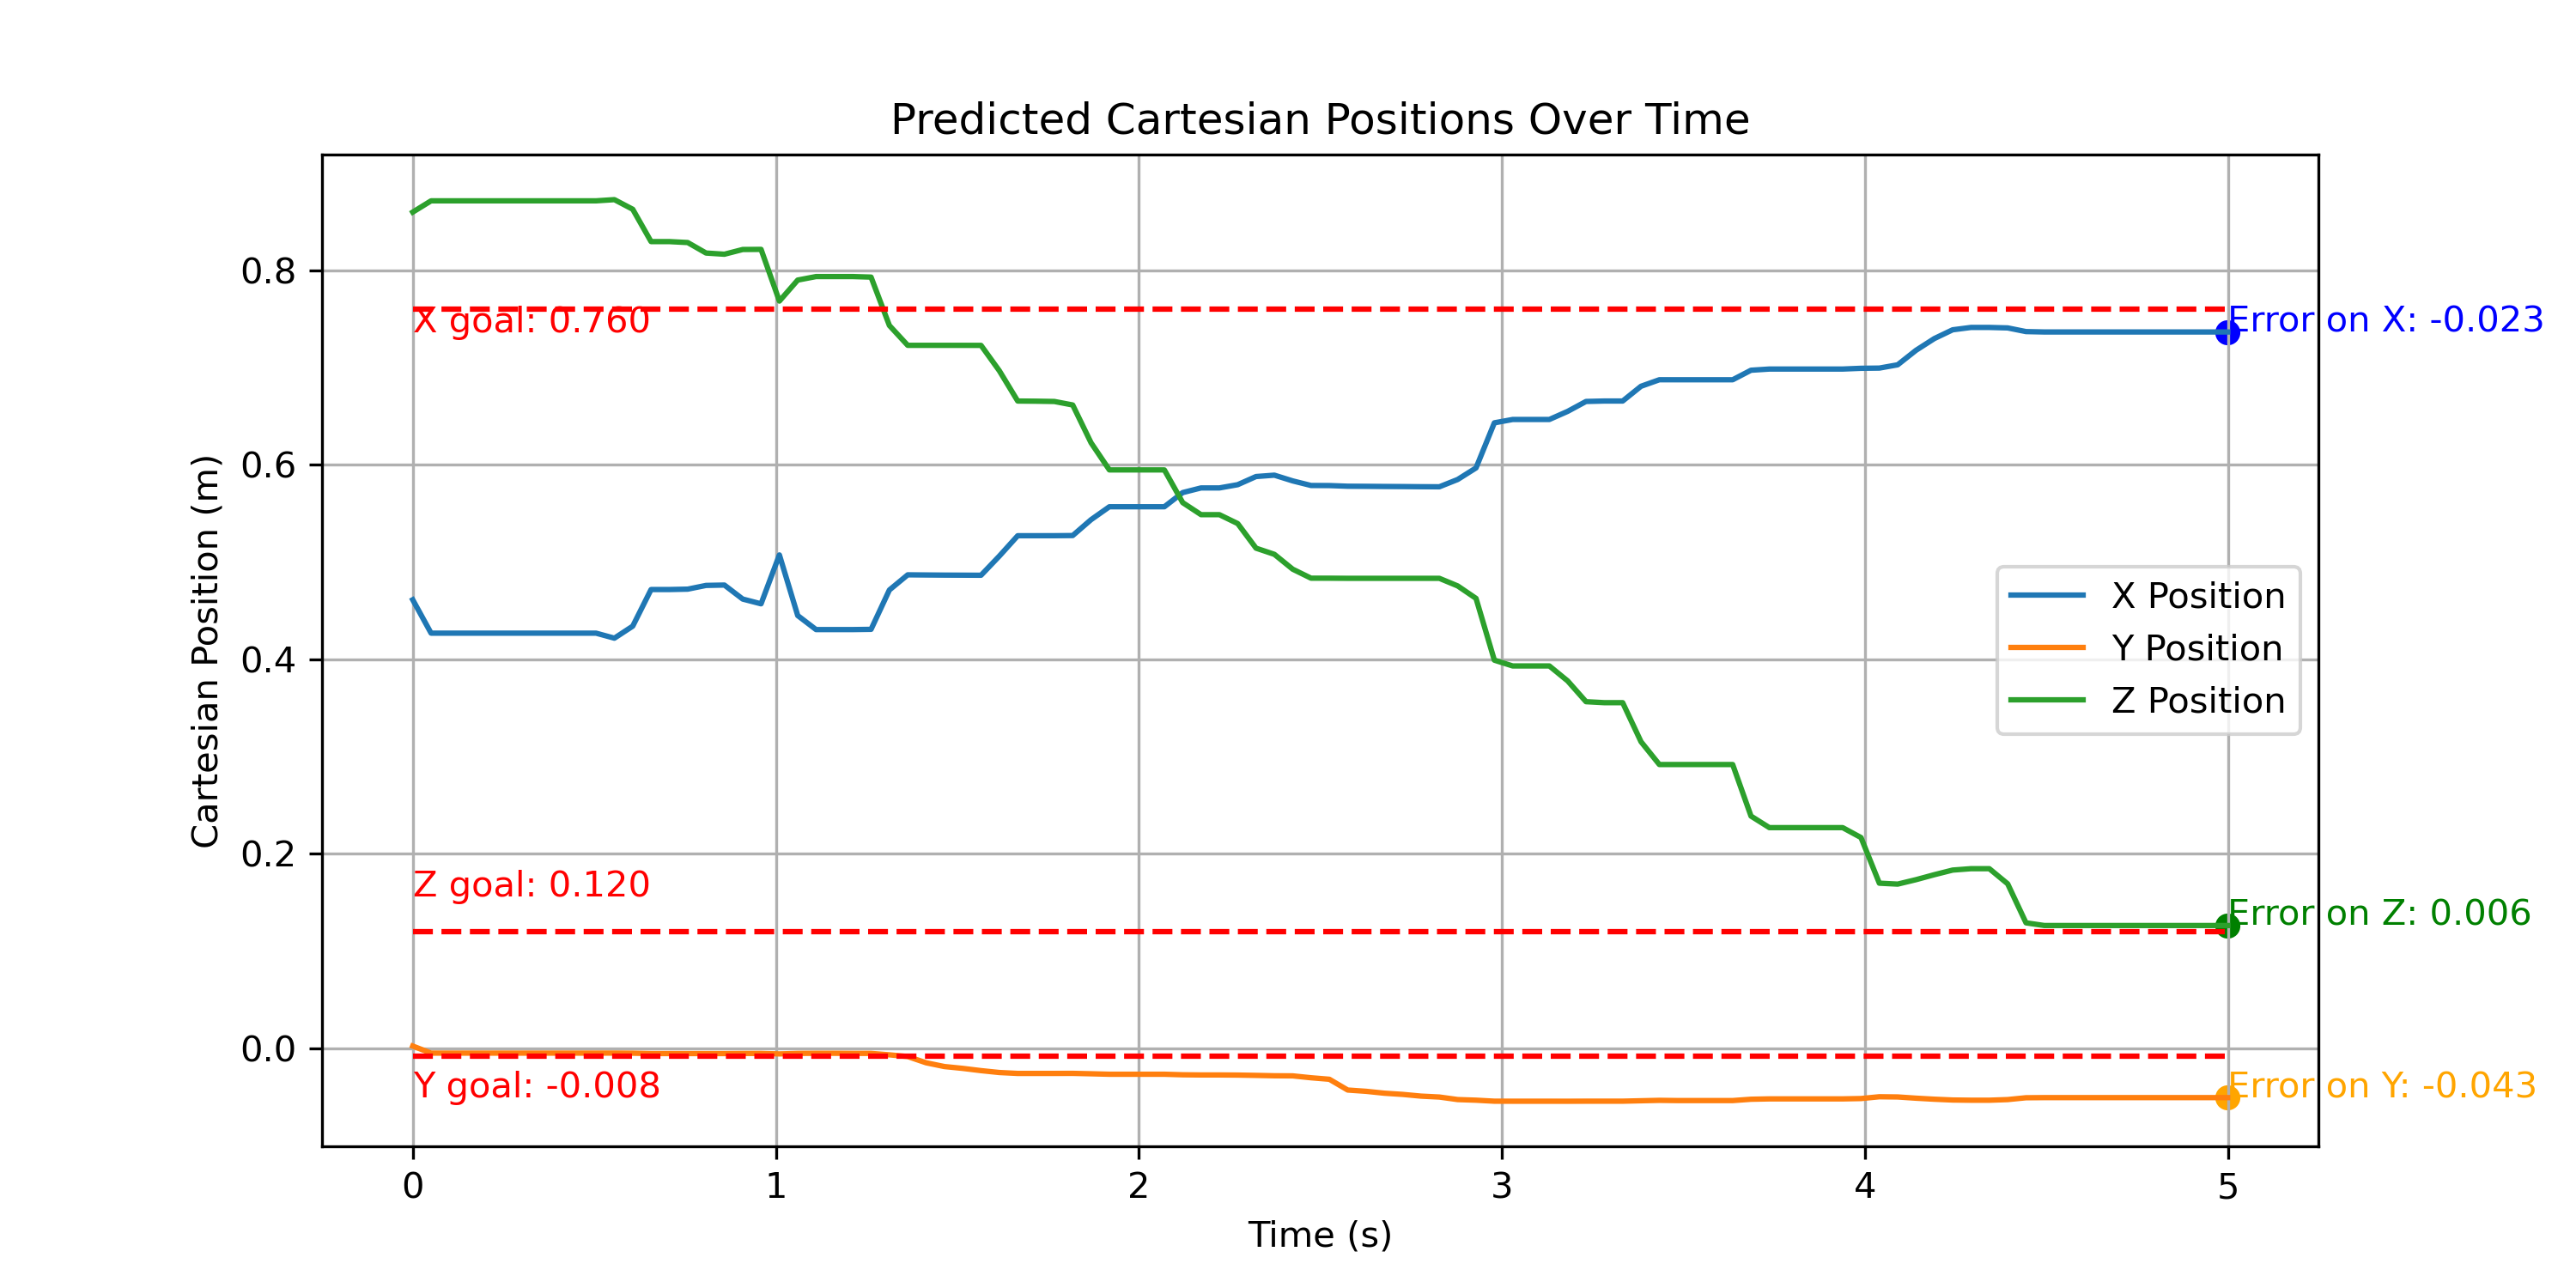 Predicted Cartesian Positions Over Time
Cartesian Position (m)
0.8
0.6
0.4
0.2
0.0
X goal: 0.760
Error on X: -0.023
X Position
Y Position
Z Position
Z goal: 0.120
Error on Z: 0.006
Y goal: -0.008
Error on Y: -0.043
0 1 2 3 4 5
Time (s)